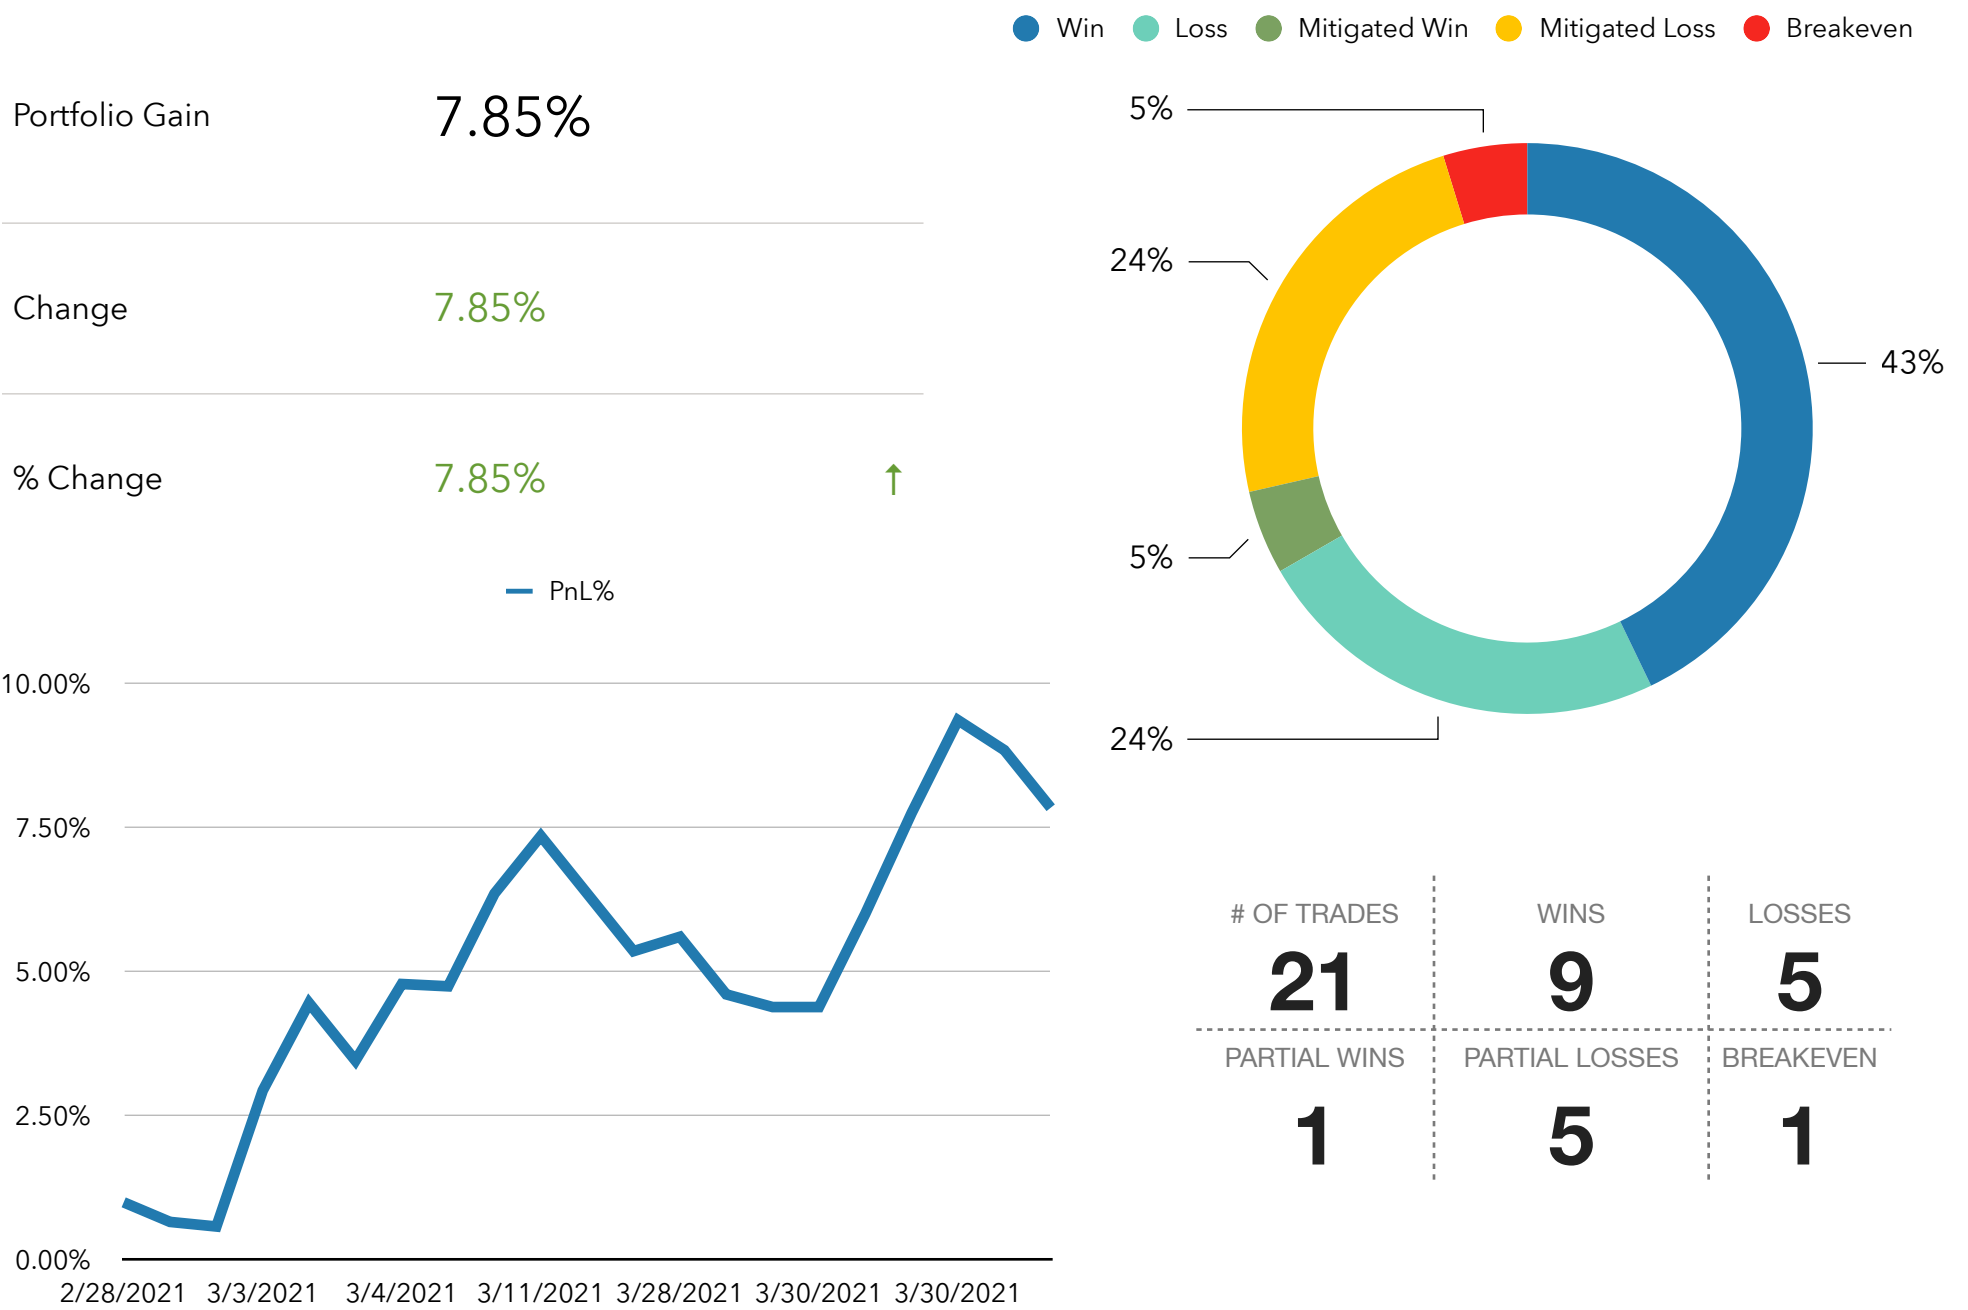 Win Loss Mitigated Win Mitigated Loss Breakeven
Portfolio Gain 7.85%
Change 7.85%
% Change 7.85% ↑
PnL%
10.00%
7.50%
5.00%
2.50%
0.00%
2/28/2021 3/3/2021 3/4/2021 3/11/2021 3/28/2021 3/30/2021 3/30/2021
5%
24%
43%
5%
24%
# OF TRADES WINS LOSSES
21 9 5
PARTIAL WINS PARTIAL LOSSES BREAKEVEN
1 5 1